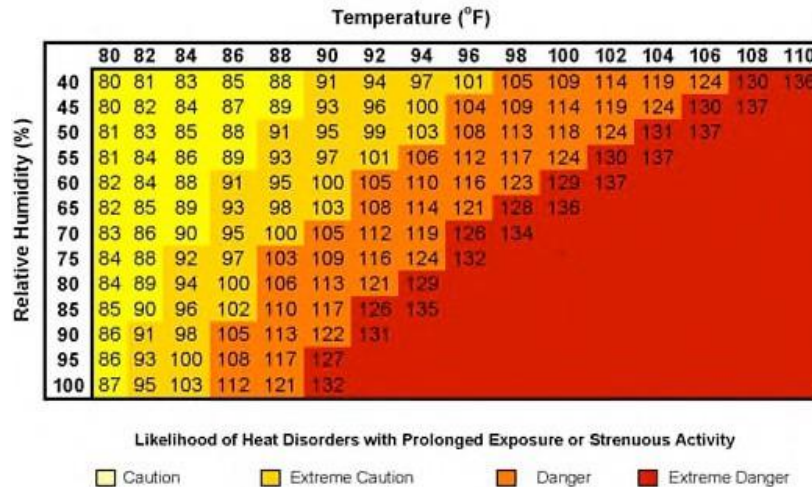 Temperature (°F)
80 82 84 86 88 90 92 94 96 98 100 102 104 106 108 110
Relative Humidity (%)
40 80 81 83 85 88 91 94 97 101 105 109 114 119 124 130 136
45 80 82 84 87 89 93 96 100 104 109 114 119 124 130 137
50 81 83 85 88 91 95 99 103 108 113 118 124 131 137
55 81 84 86 89 93 97 101 106 112 117 124 130 137
60 82 84 88 91 95 100 105 110 116 123 129 137
65 82 85 89 93 98 103 108 114 121 128 136
70 83 86 90 95 100 105 112 119 126 134
75 84 88 92 97 103 109 116 124 132
80 84 89 94 100 106 113 121 129
85 85 90 96 102 110 117 126 135
90 86 91 98 105 113 122 131
95 86 93 100 108 117 127
100 87 95 103 112 121 132
Likelihood of Heat Disorders with Prolonged Exposure or Strenuous Activity
Caution Extreme Caution Danger Extreme Danger